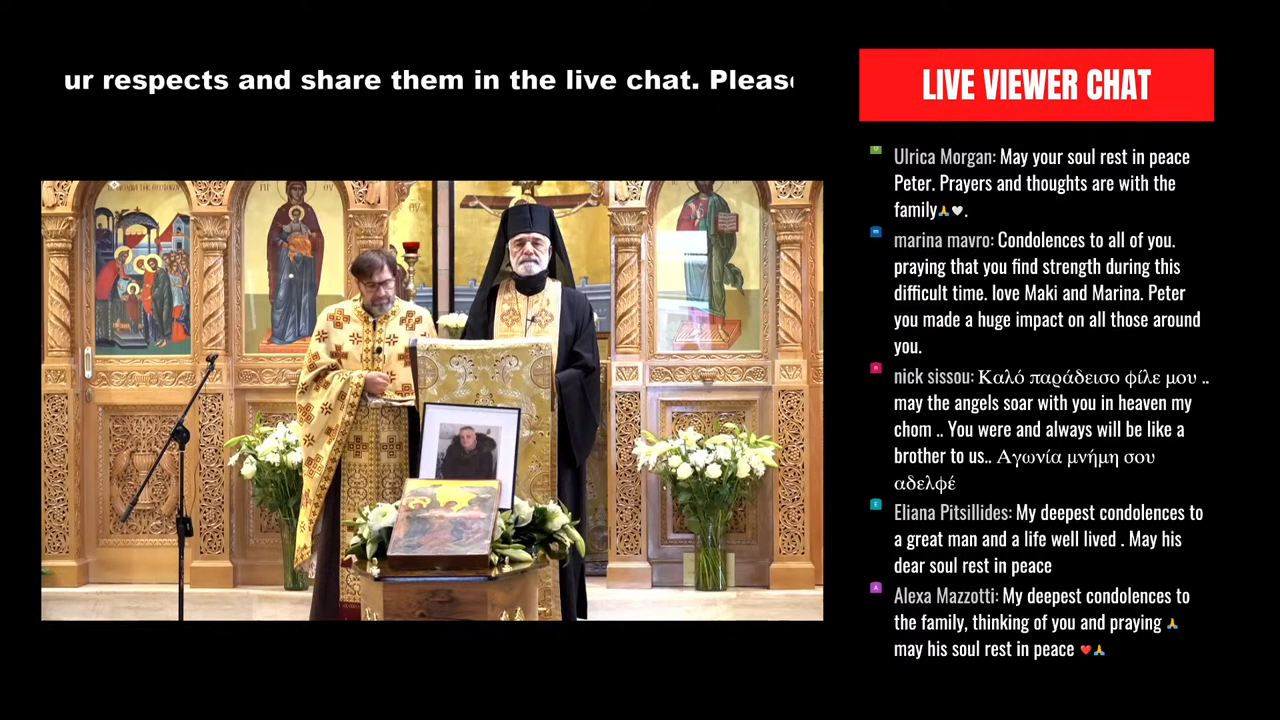 ur respects and share them in the live chat. Please
LIVE VIEWER CHAT
Ulrica Morgan: May your soul rest in peace
Peter. Prayers and thoughts are with the
family🙏🤍.
marina mavro: Condolences to all of you.
praying that you find strength during this
difficult time. love Maki and Marina. Peter
you made a huge impact on all those around
you.
nick sissou: Καλό παράδεισο φίλε μου ..
may the angels soar with you in heaven my
chom .. You were and always will be like a
brother to us.. Αγωνία μνήμη σου
αδελφέ
Eliana Pitsillides: My deepest condolences to
a great man and a life well lived . May his
dear soul rest in peace
Alexa Mazzotti: My deepest condolences to
the family, thinking of you and praying 🙏
may his soul rest in peace ❤️🙏